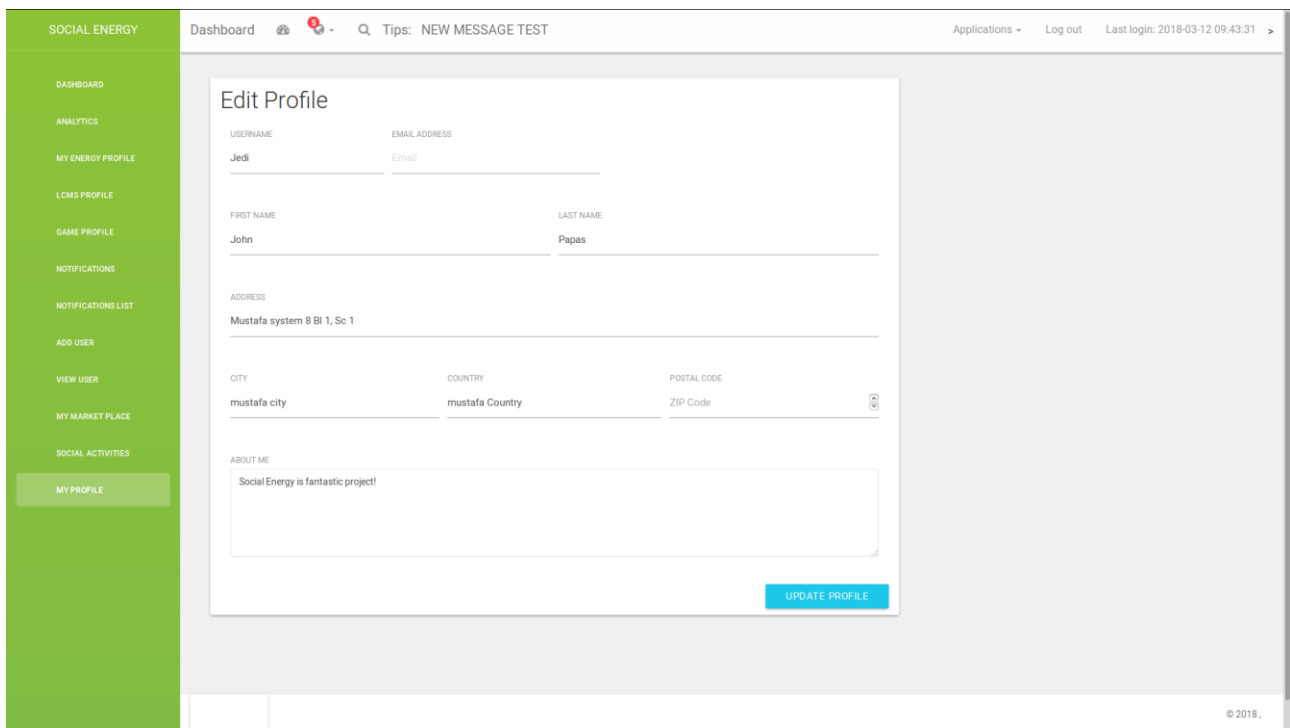 SOCIAL ENERGY
Dashboard 5 Tips: NEW MESSAGE TEST Applications Log out Last login: 2018-03-12 09:43:31 >
DASHBOARD
ANALYTICS
MY ENERGY PROFILE
LCMS PROFILE
GAME PROFILE
NOTIFICATIONS
NOTIFICATIONS LIST
ADD USER
VIEW USER
MY MARKET PLACE
SOCIAL ACTIVITIES
MY PROFILE
Edit Profile
USERNAME EMAIL ADDRESS
Jedi Email
FIRST NAME LAST NAME
John Papas
ADDRESS
Mustafa system 8 Bl 1, Sc 1
CITY COUNTRY POSTAL CODE
mustafa city mustafa Country ZIP Code
ABOUT ME
Social Energy is fantastic project!
UPDATE PROFILE
© 2018 ,